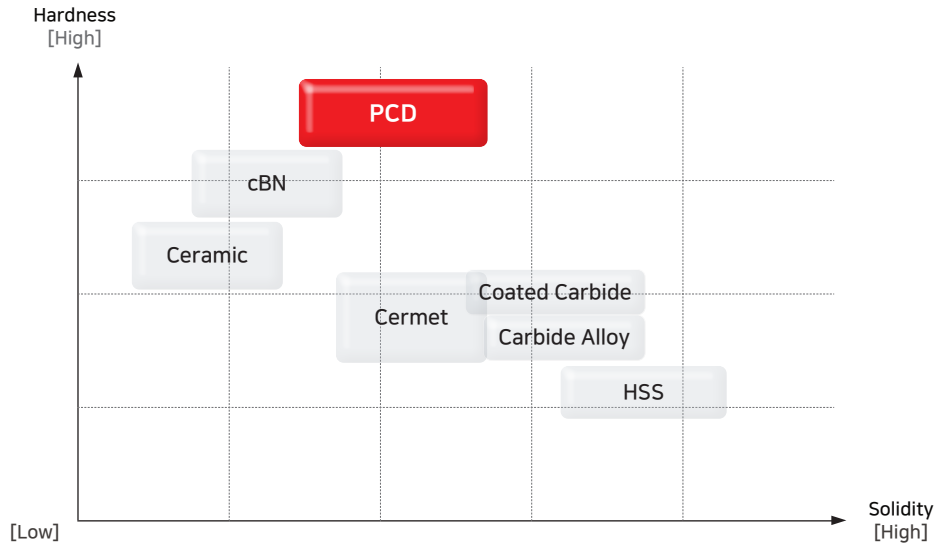 Hardness
[High]
PCD
cBN
Ceramic
Coated Carbide
Cermet
Carbide Alloy
HSS
Solidity
[High]
[Low]